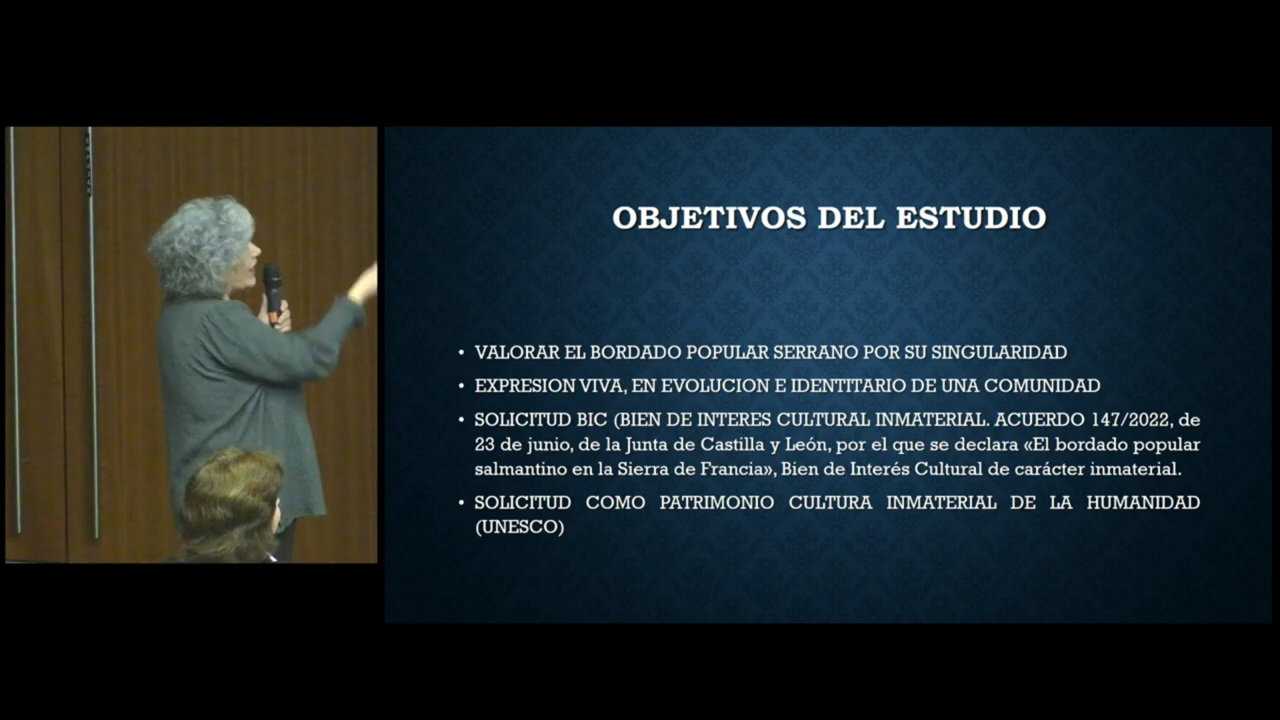 OBJETIVOS DEL ESTUDIO
• VALORAR EL BORDADO POPULAR SERRANO POR SU SINGULARIDAD
• EXPRESION VIVA, EN EVOLUCION E IDENTITARIO DE UNA COMUNIDAD
• SOLICITUD BIC (BIEN DE INTERES CULTURAL INMATERIAL. ACUERDO 147/2022, de
23 de junio, de la Junta de Castilla y León, por el que se declara «El bordado popular
salmantino en la Sierra de Francia», Bien de Interés Cultural de carácter inmaterial.
• SOLICITUD COMO PATRIMONIO CULTURA INMATERIAL DE LA HUMANIDAD
(UNESCO)